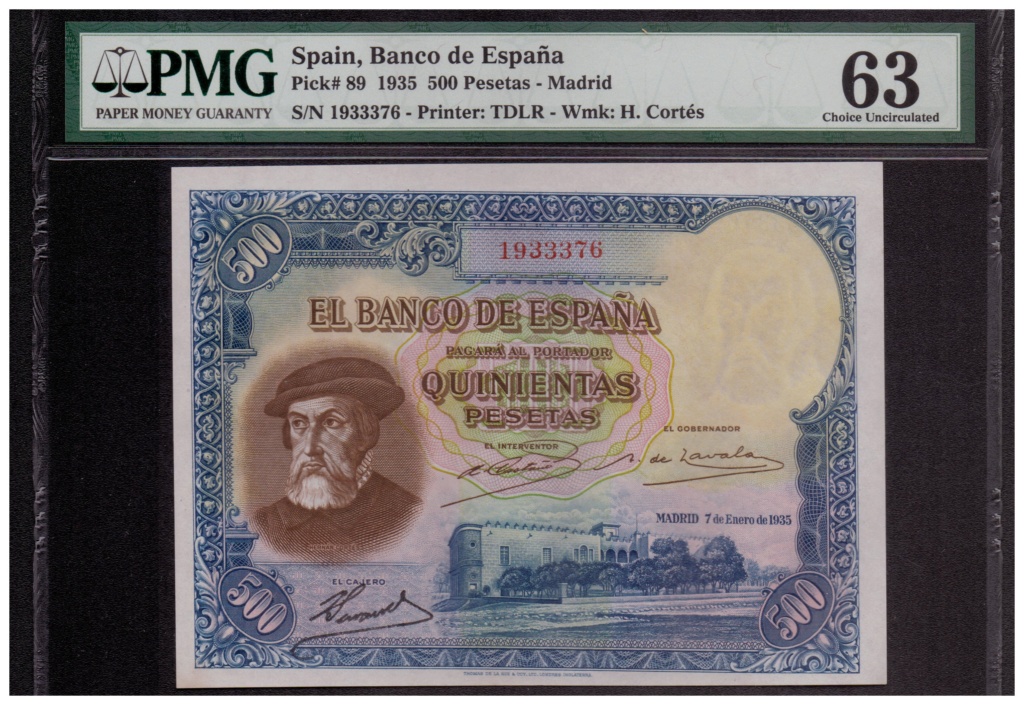 PMG
PAPER MONEY GUARANTY
Spain, Banco de España
Pick# 89 1935 500 Pesetas - Madrid
S/N 1933376 - Printer: TDLR - Wmk: H. Cortés
63
Choice Uncirculated
500
1933376
EL BANCO DE ESPAÑA
PAGARÁ AL PORTADOR
QUINIENTAS
PESETAS
EL INTERVENTOR
EL GOBERNADOR
MADRID 7 de Enero de 1935
EL CAJERO
500
500